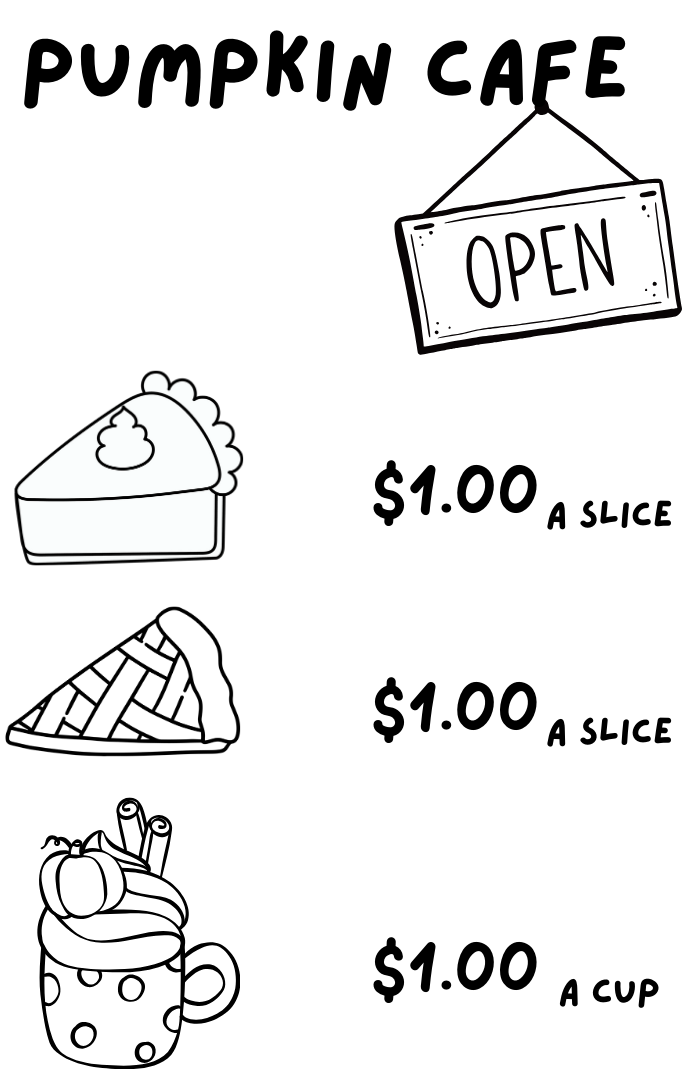 PUMPKIN CAFE
OPEN
$1.00 A SLICE
$1.00 A SLICE
$1.00 A CUP